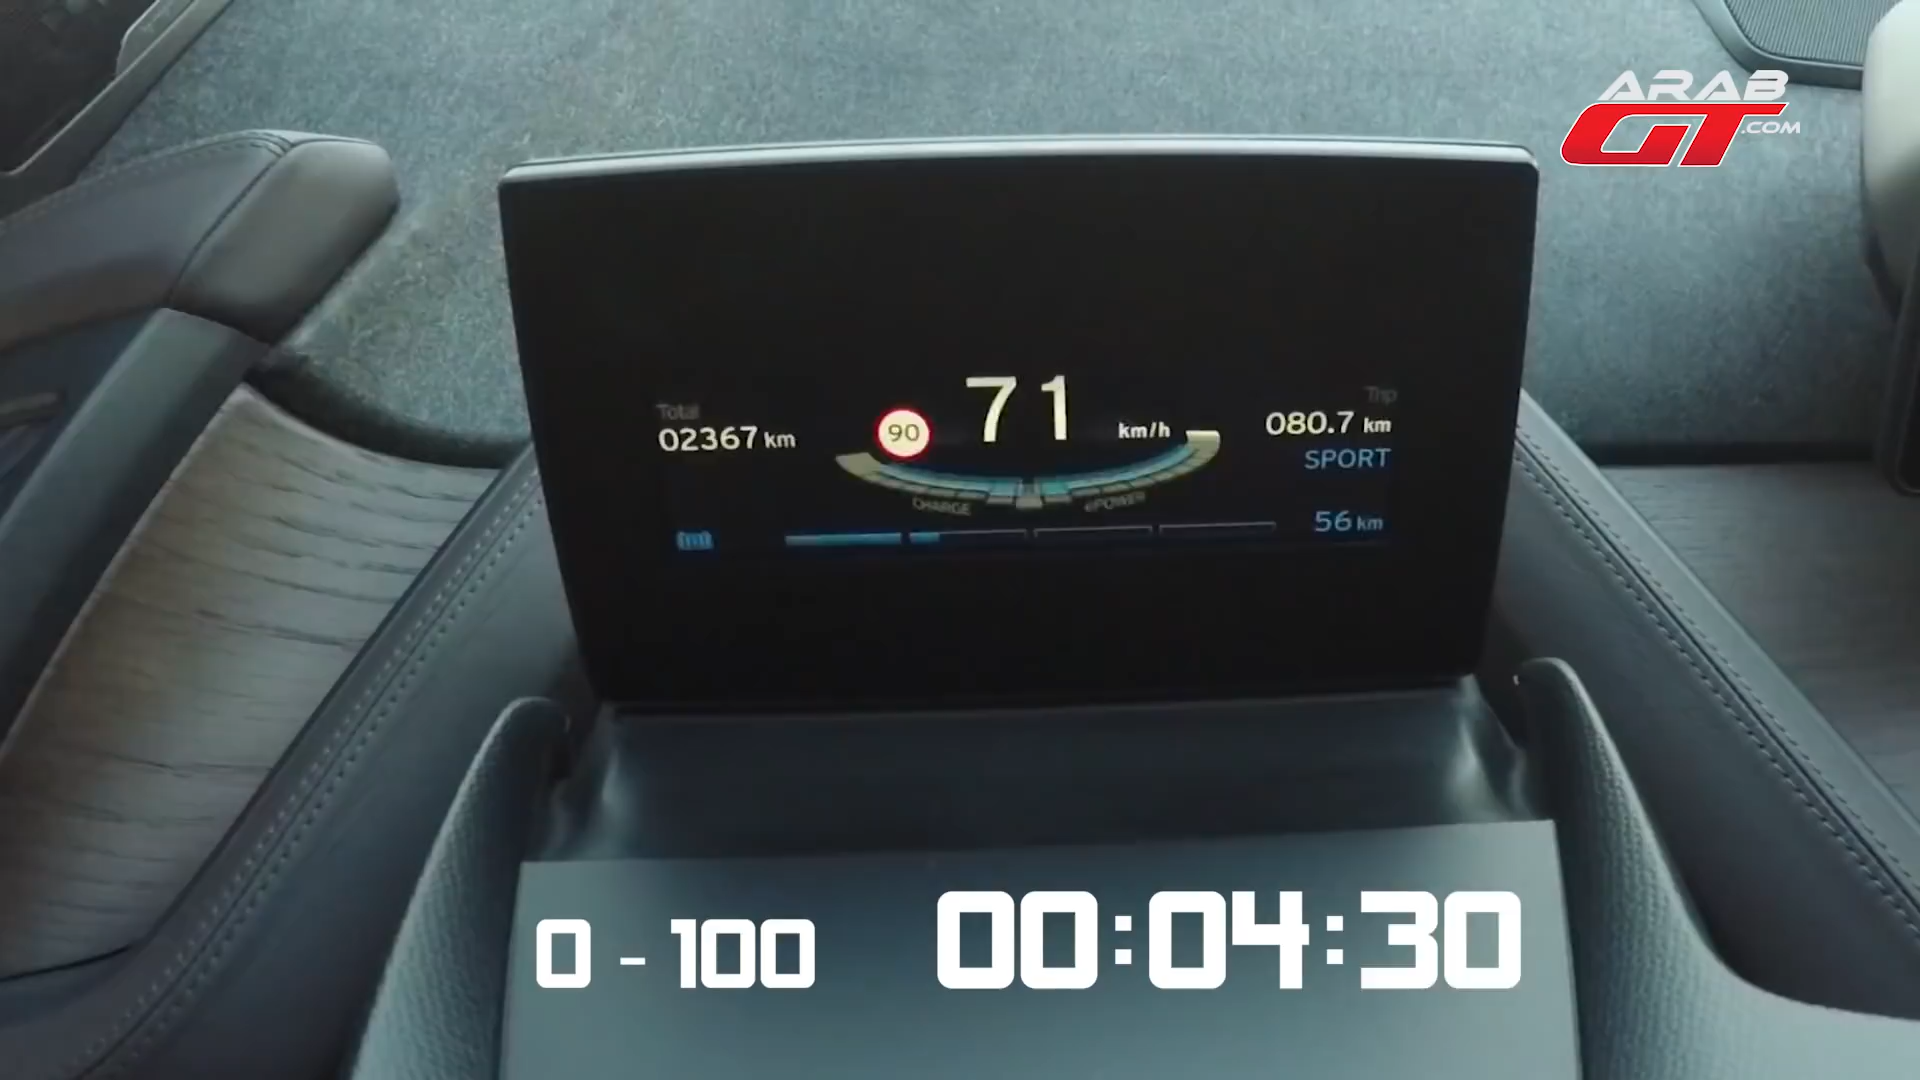 ARAB
GT.COM
71 km/h
90
Total
02367 km
Trip
080.7 km
SPORT
CHARGE
ePOWER
56 km
0 - 100
00:04:30